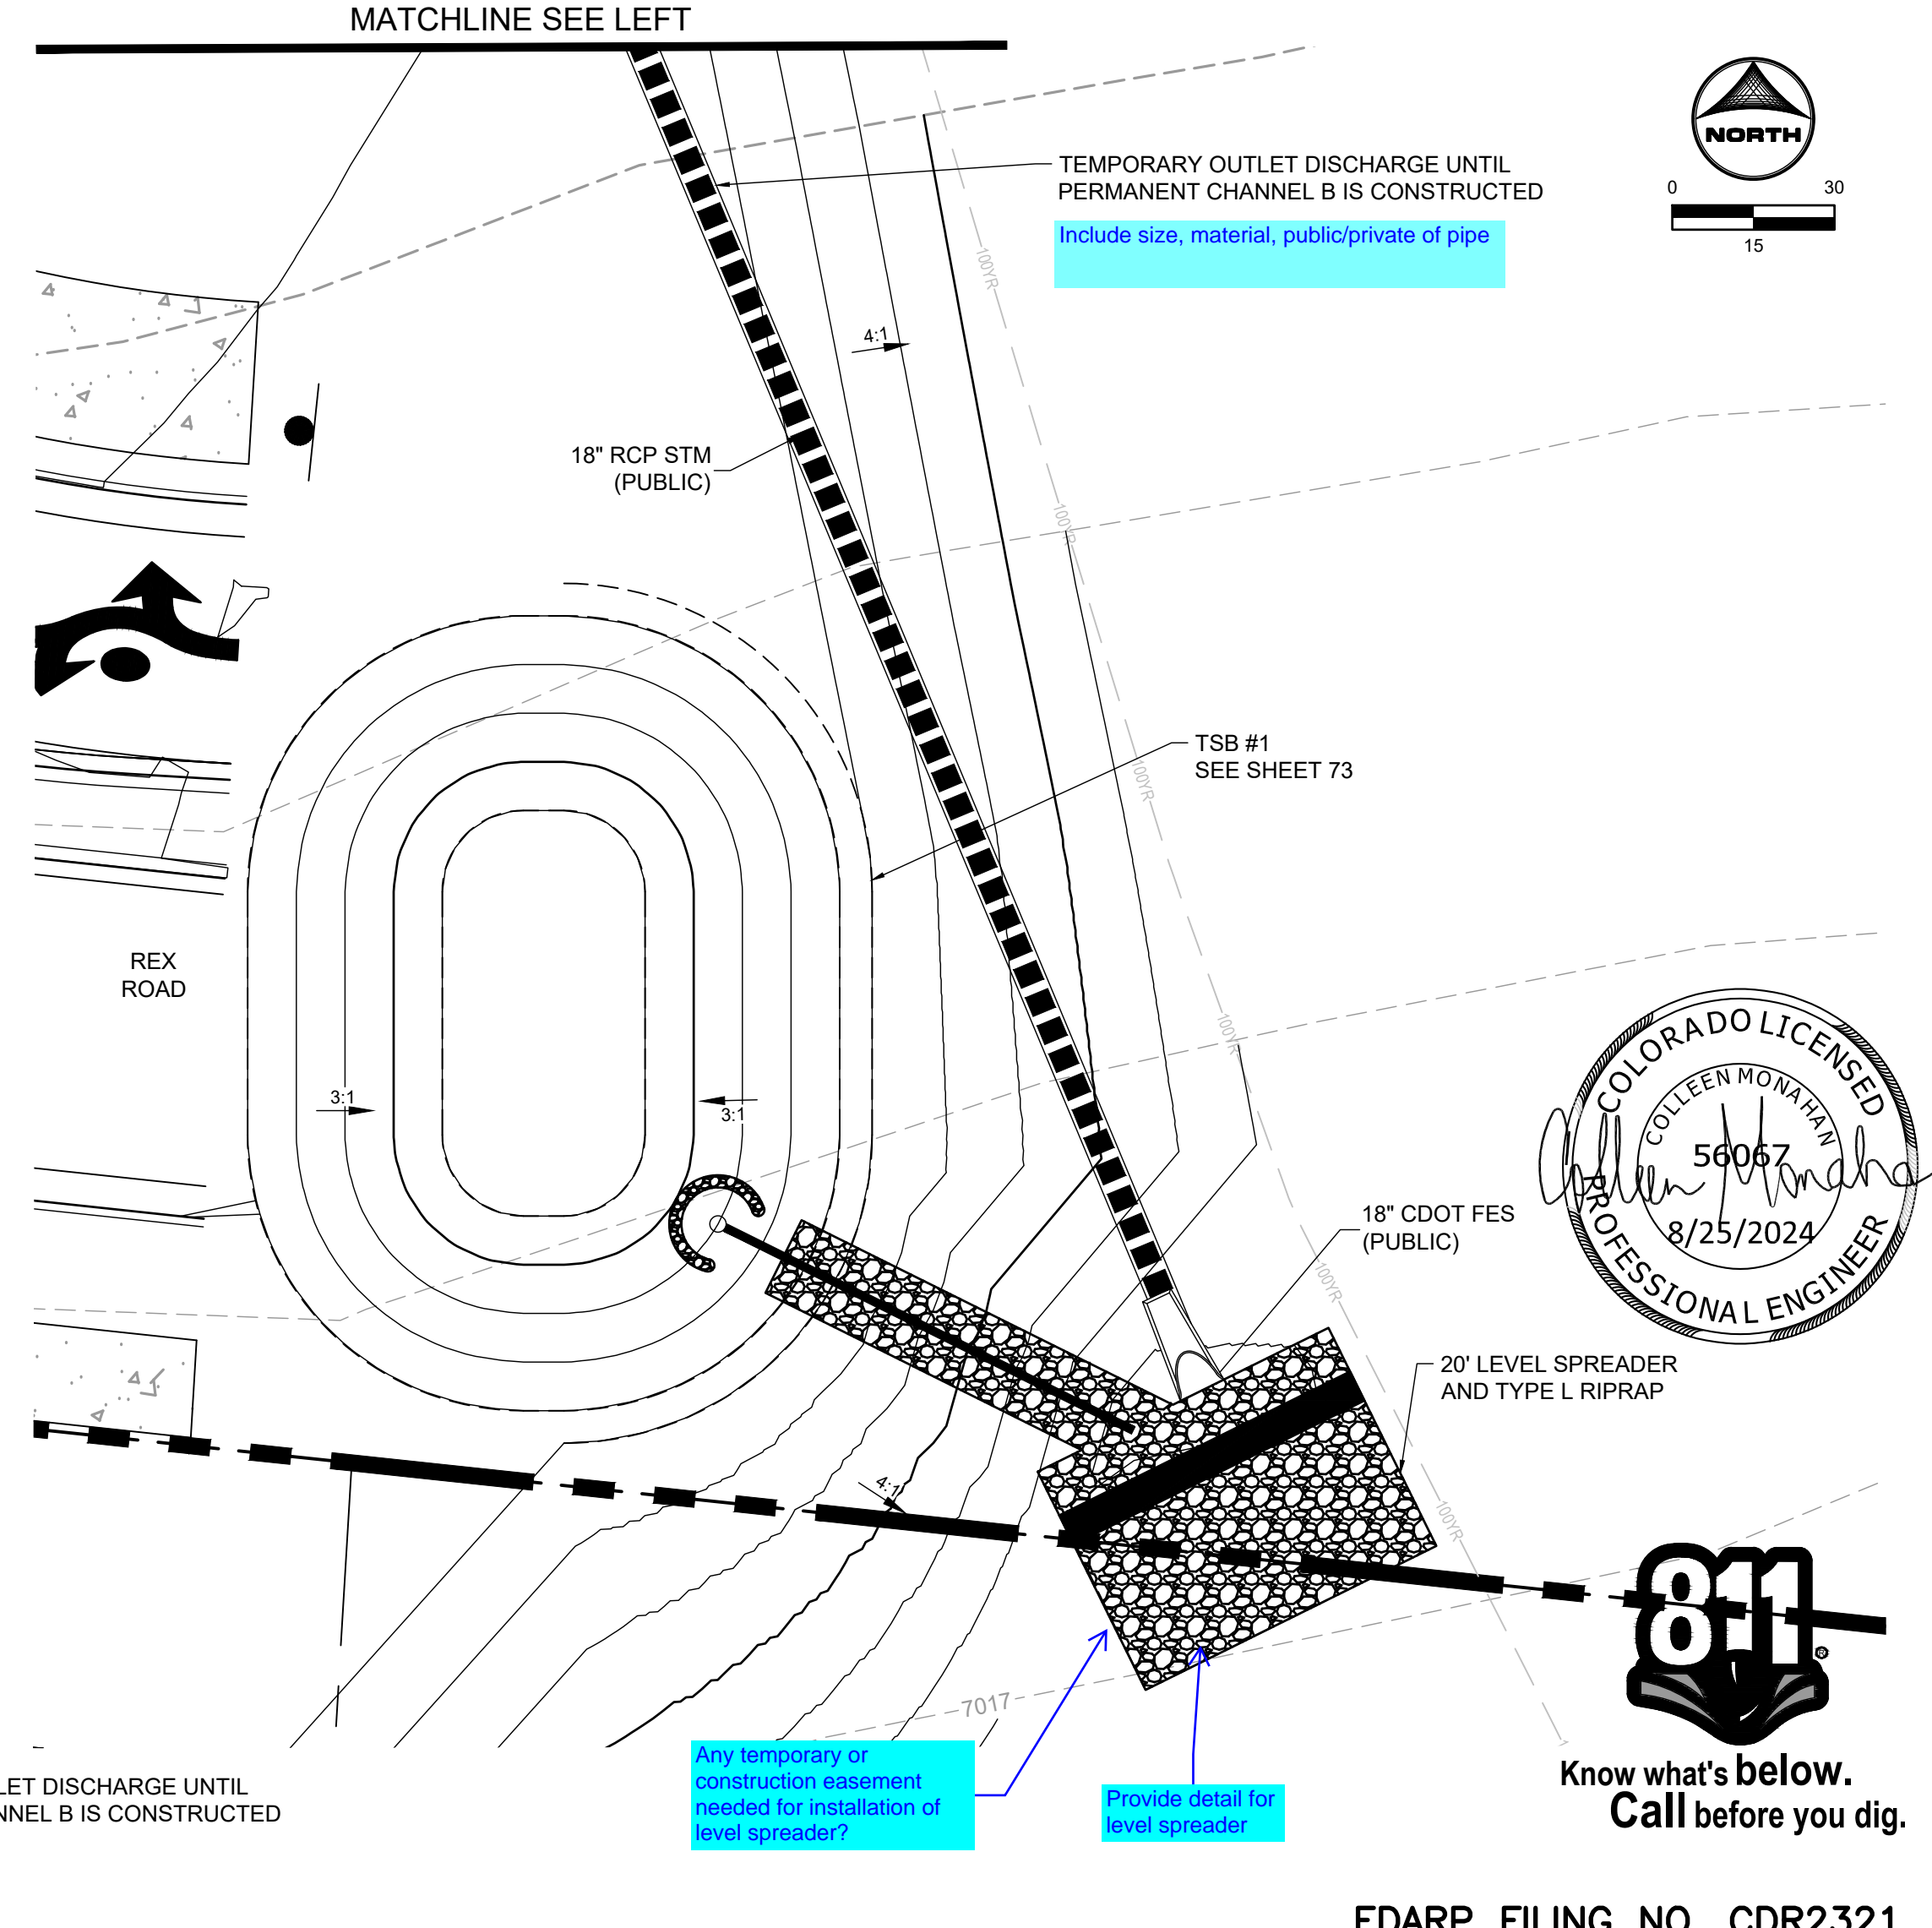 MATCHLINE SEE LEFT
NORTH
0
30
15
TEMPORARY OUTLET DISCHARGE UNTIL
PERMANENT CHANNEL B IS CONSTRUCTED
Include size, material, public/private of pipe
100YR
4:1
18" RCP STM
(PUBLIC)
100YR
TSB #1
SEE SHEET 73
100YR
REX
ROAD
100YR
3:1
3:1
COLORADO LICENSED
COLLEEN MONAHAN
56067
8/25/2024
PROFESSIONAL ENGINEER
18" CDOT FES
(PUBLIC)
100YR
20' LEVEL SPREADER
AND TYPE L RIPRAP
4:1
100YR
811
®
7017
Any temporary or
construction easement
needed for installation of
level spreader?
Provide detail for
level spreader
LET DISCHARGE UNTIL
NNEL B IS CONSTRUCTED
Know what's below.
Call before you dig.
EDARP FILING NO. CDR2321